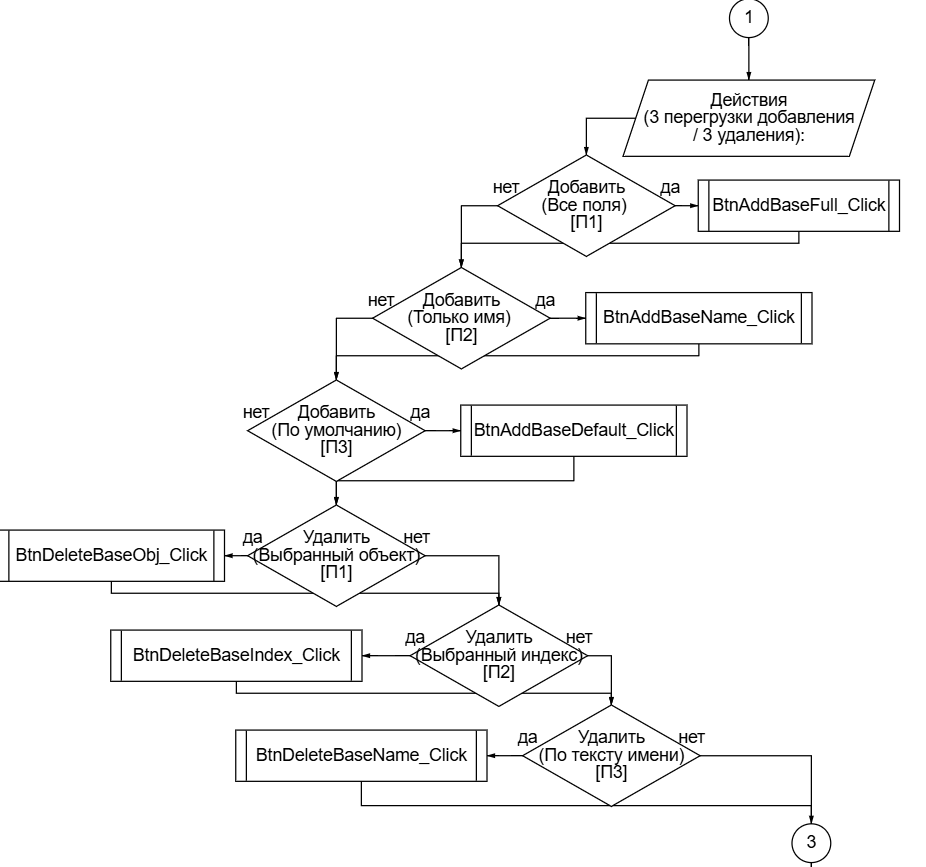 1
Действия
(3 перегрузки добавления
/ 3 удаления):
нет
Добавить
(Все поля)
[П1]
да
BtnAddBaseFull_Click
нет
Добавить
(Только имя)
[П2]
да
BtnAddBaseName_Click
нет
Добавить
(По умолчанию)
[П3]
да
BtnAddBaseDefault_Click
BtnDeleteBaseObj_Click
да
Удалить
(Выбранный объект)
[П1]
нет
BtnDeleteBaseIndex_Click
да
Удалить
(Выбранный индекс)
[П2]
нет
BtnDeleteBaseName_Click
да
Удалить
(По тексту имени)
[П3]
нет
3